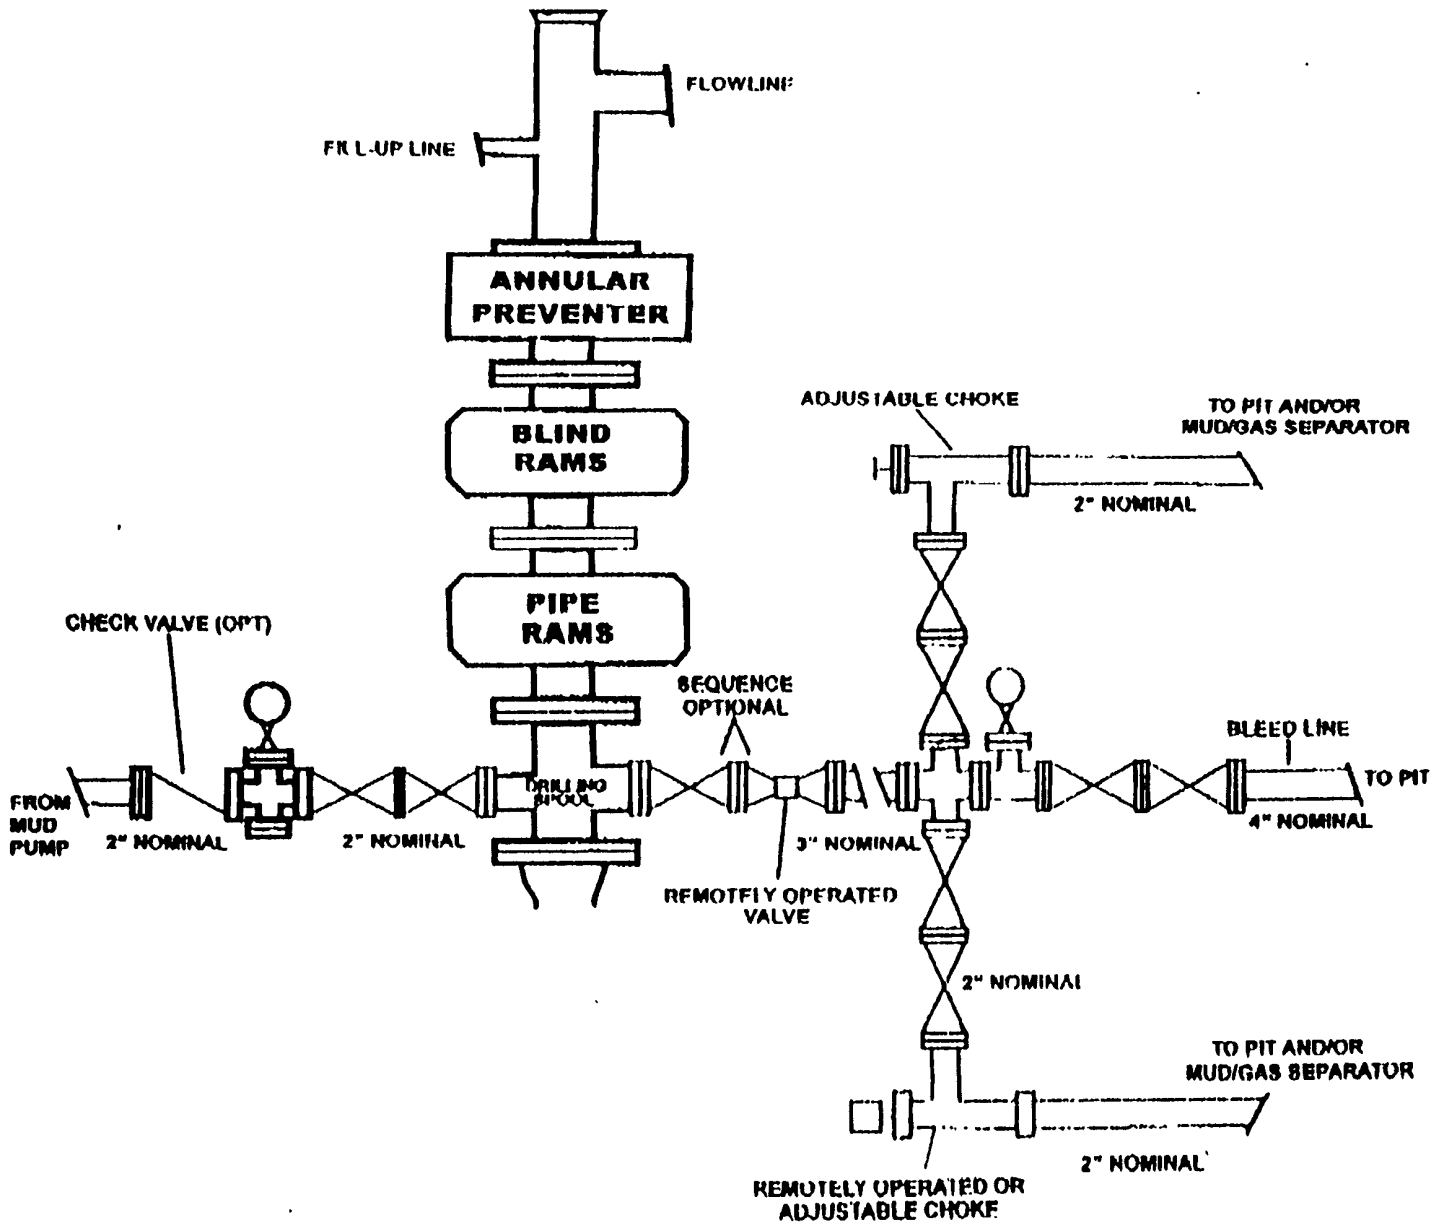 FLOWLINE
FILL-UP LINE
ANNULAR
PREVENTER
BLIND
RAMS
PIPE
RAMS
ADJUSTABLE CHOKE
TO PIT AND/OR
MUD/GAS SEPARATOR
2" NOMINAL
CHECK VALVE (OPT)
SEQUENCE
OPTIONAL
BLEED LINE
TO PIT
4" NOMINAL
FROM
MUD
PUMP
2" NOMINAL
2" NOMINAL
DRILLING
SPOOL
3" NOMINAL
REMOTELY OPERATED
VALVE
2" NOMINAL
TO PIT AND/OR
MUD/GAS SEPARATOR
2" NOMINAL
REMOTELY OPERATED OR
ADJUSTABLE CHOKE